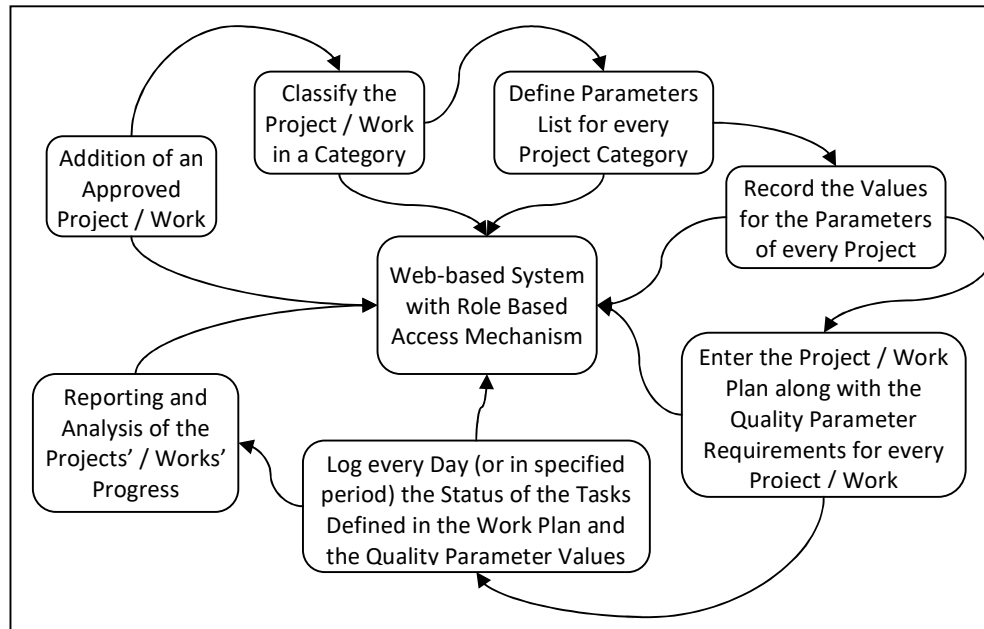 Addition of an
Approved
Project / Work
Classify the
Project / Work
in a Category
Define Parameters
List for every
Project Category
Record the Values
for the Parameters
of every Project
Enter the Project / Work
Plan along with the
Quality Parameter
Requirements for every
Project / Work
Log every Day (or in specified
period) the Status of the Tasks
Defined in the Work Plan and
the Quality Parameter Values
Reporting and
Analysis of the
Projects’ / Works’
Progress
Web-based System
with Role Based
Access Mechanism